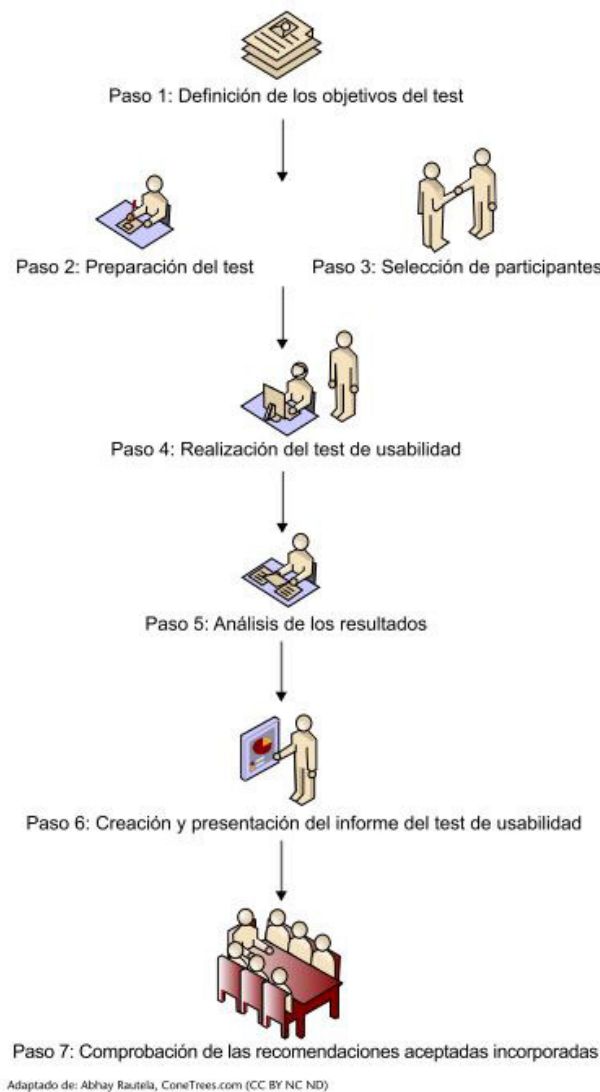 Paso 1: Definición de los objetivos del test
Paso 2: Preparación del test
Paso 3: Selección de participantes
Paso 4: Realización del test de usabilidad
Paso 5: Análisis de los resultados
Paso 6: Creación y presentación del informe del test de usabilidad
Paso 7: Comprobación de las recomendaciones aceptadas incorporadas
Adaptado de: Abhay Rautela, ConeTrees.com (CC BY NC ND)